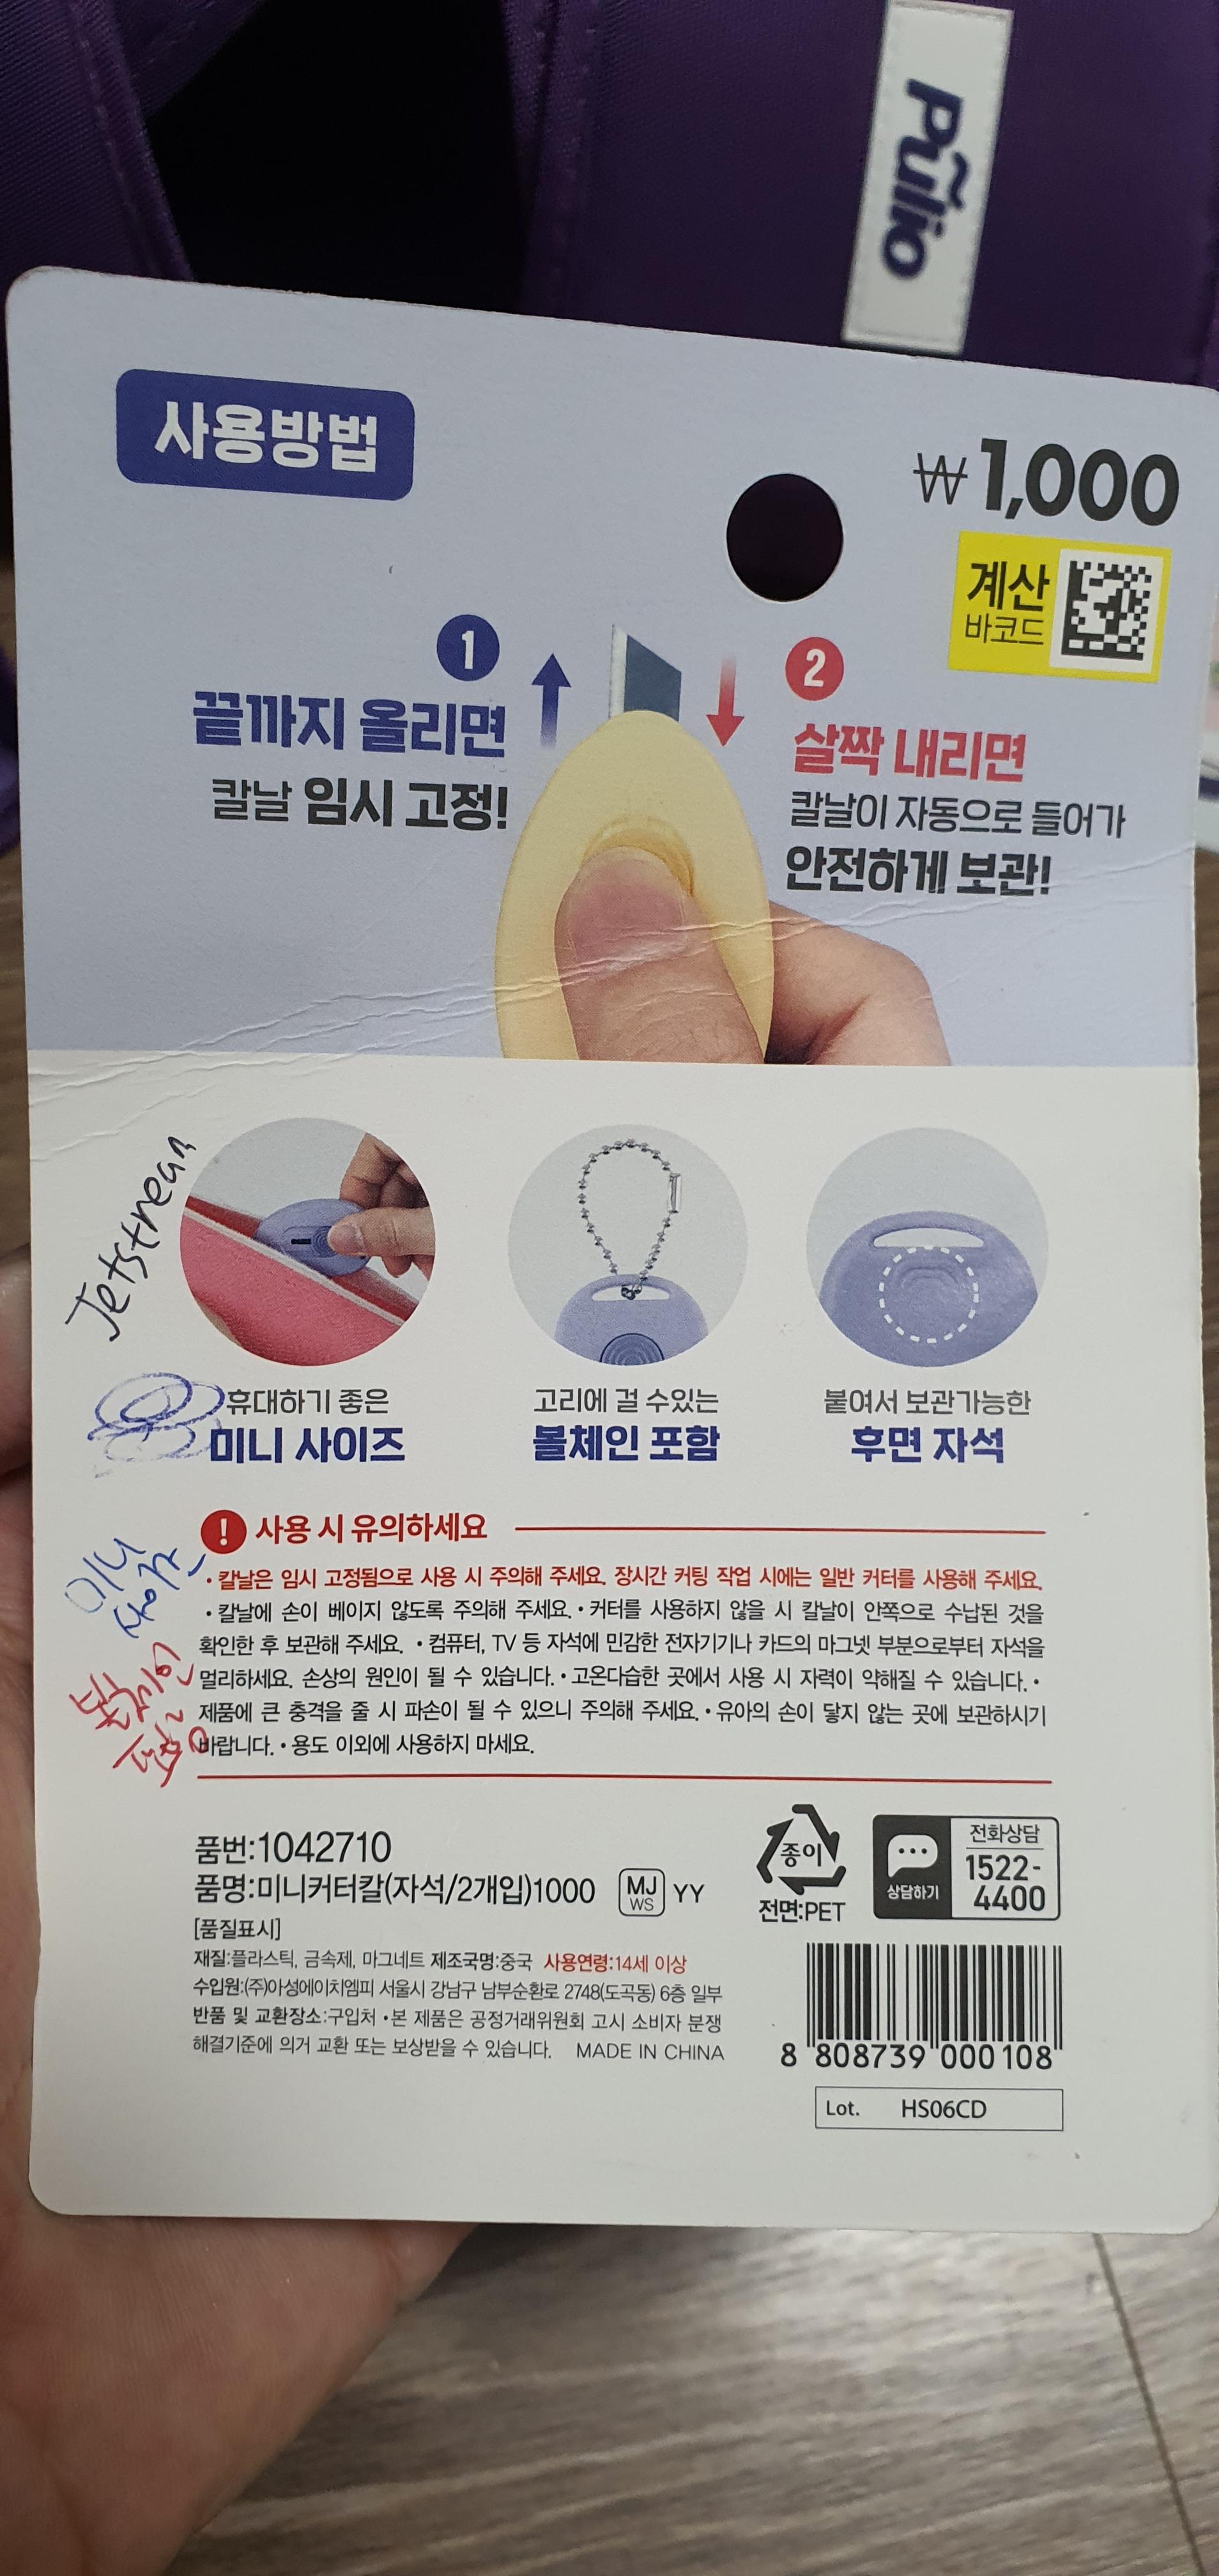 Pulio
사용방법
₩1,000
계산
바코드
1
끝까지 올리면
칼날 임시 고정!
2
살짝 내리면
칼날이 자동으로 들어가
안전하게 보관!
Jetstream
휴대하기 좋은
미니 사이즈
고리에 걸 수있는
볼체인 포함
붙여서 보관가능한
후면 자석
! 사용 시 유의하세요
• 칼날은 임시 고정됨으로 사용 시 주의해 주세요. 장시간 커팅 작업 시에는 일반 커터를 사용해 주세요.
• 칼날에 손이 베이지 않도록 주의해 주세요. • 커터를 사용하지 않을 시 칼날이 안쪽으로 수납된 것을
확인한 후 보관해 주세요. • 컴퓨터, TV 등 자석에 민감한 전자기기나 카드의 마그넷 부분으로부터 자석을
멀리하세요. 손상의 원인이 될 수 있습니다. • 고온다습한 곳에서 사용 시 자력이 약해질 수 있습니다. •
제품에 큰 충격을 줄 시 파손이 될 수 있으니 주의해 주세요. • 유아의 손이 닿지 않는 곳에 보관하시기
바랍니다. • 용도 이외에 사용하지 마세요.
미니
품번:1042710
품명:미니커터칼(자석/2개입)1000
MJ
WS
YY
[품질표시]
재질:플라스틱, 금속제, 마그네트 제조국명:중국 사용연령:14세 이상
수입원:(주)아성에이치엠피 서울시 강남구 남부순환로 2748(도곡동) 6층 일부
반품 및 교환장소:구입처 •본 제품은 공정거래위원회 고시 소비자 분쟁
해결기준에 의거 교환 또는 보상받을 수 있습니다. MADE IN CHINA
종이
전면:PET
상담하기
전화상담
1522-
4400
8 808739 000108
Lot. HS06CD